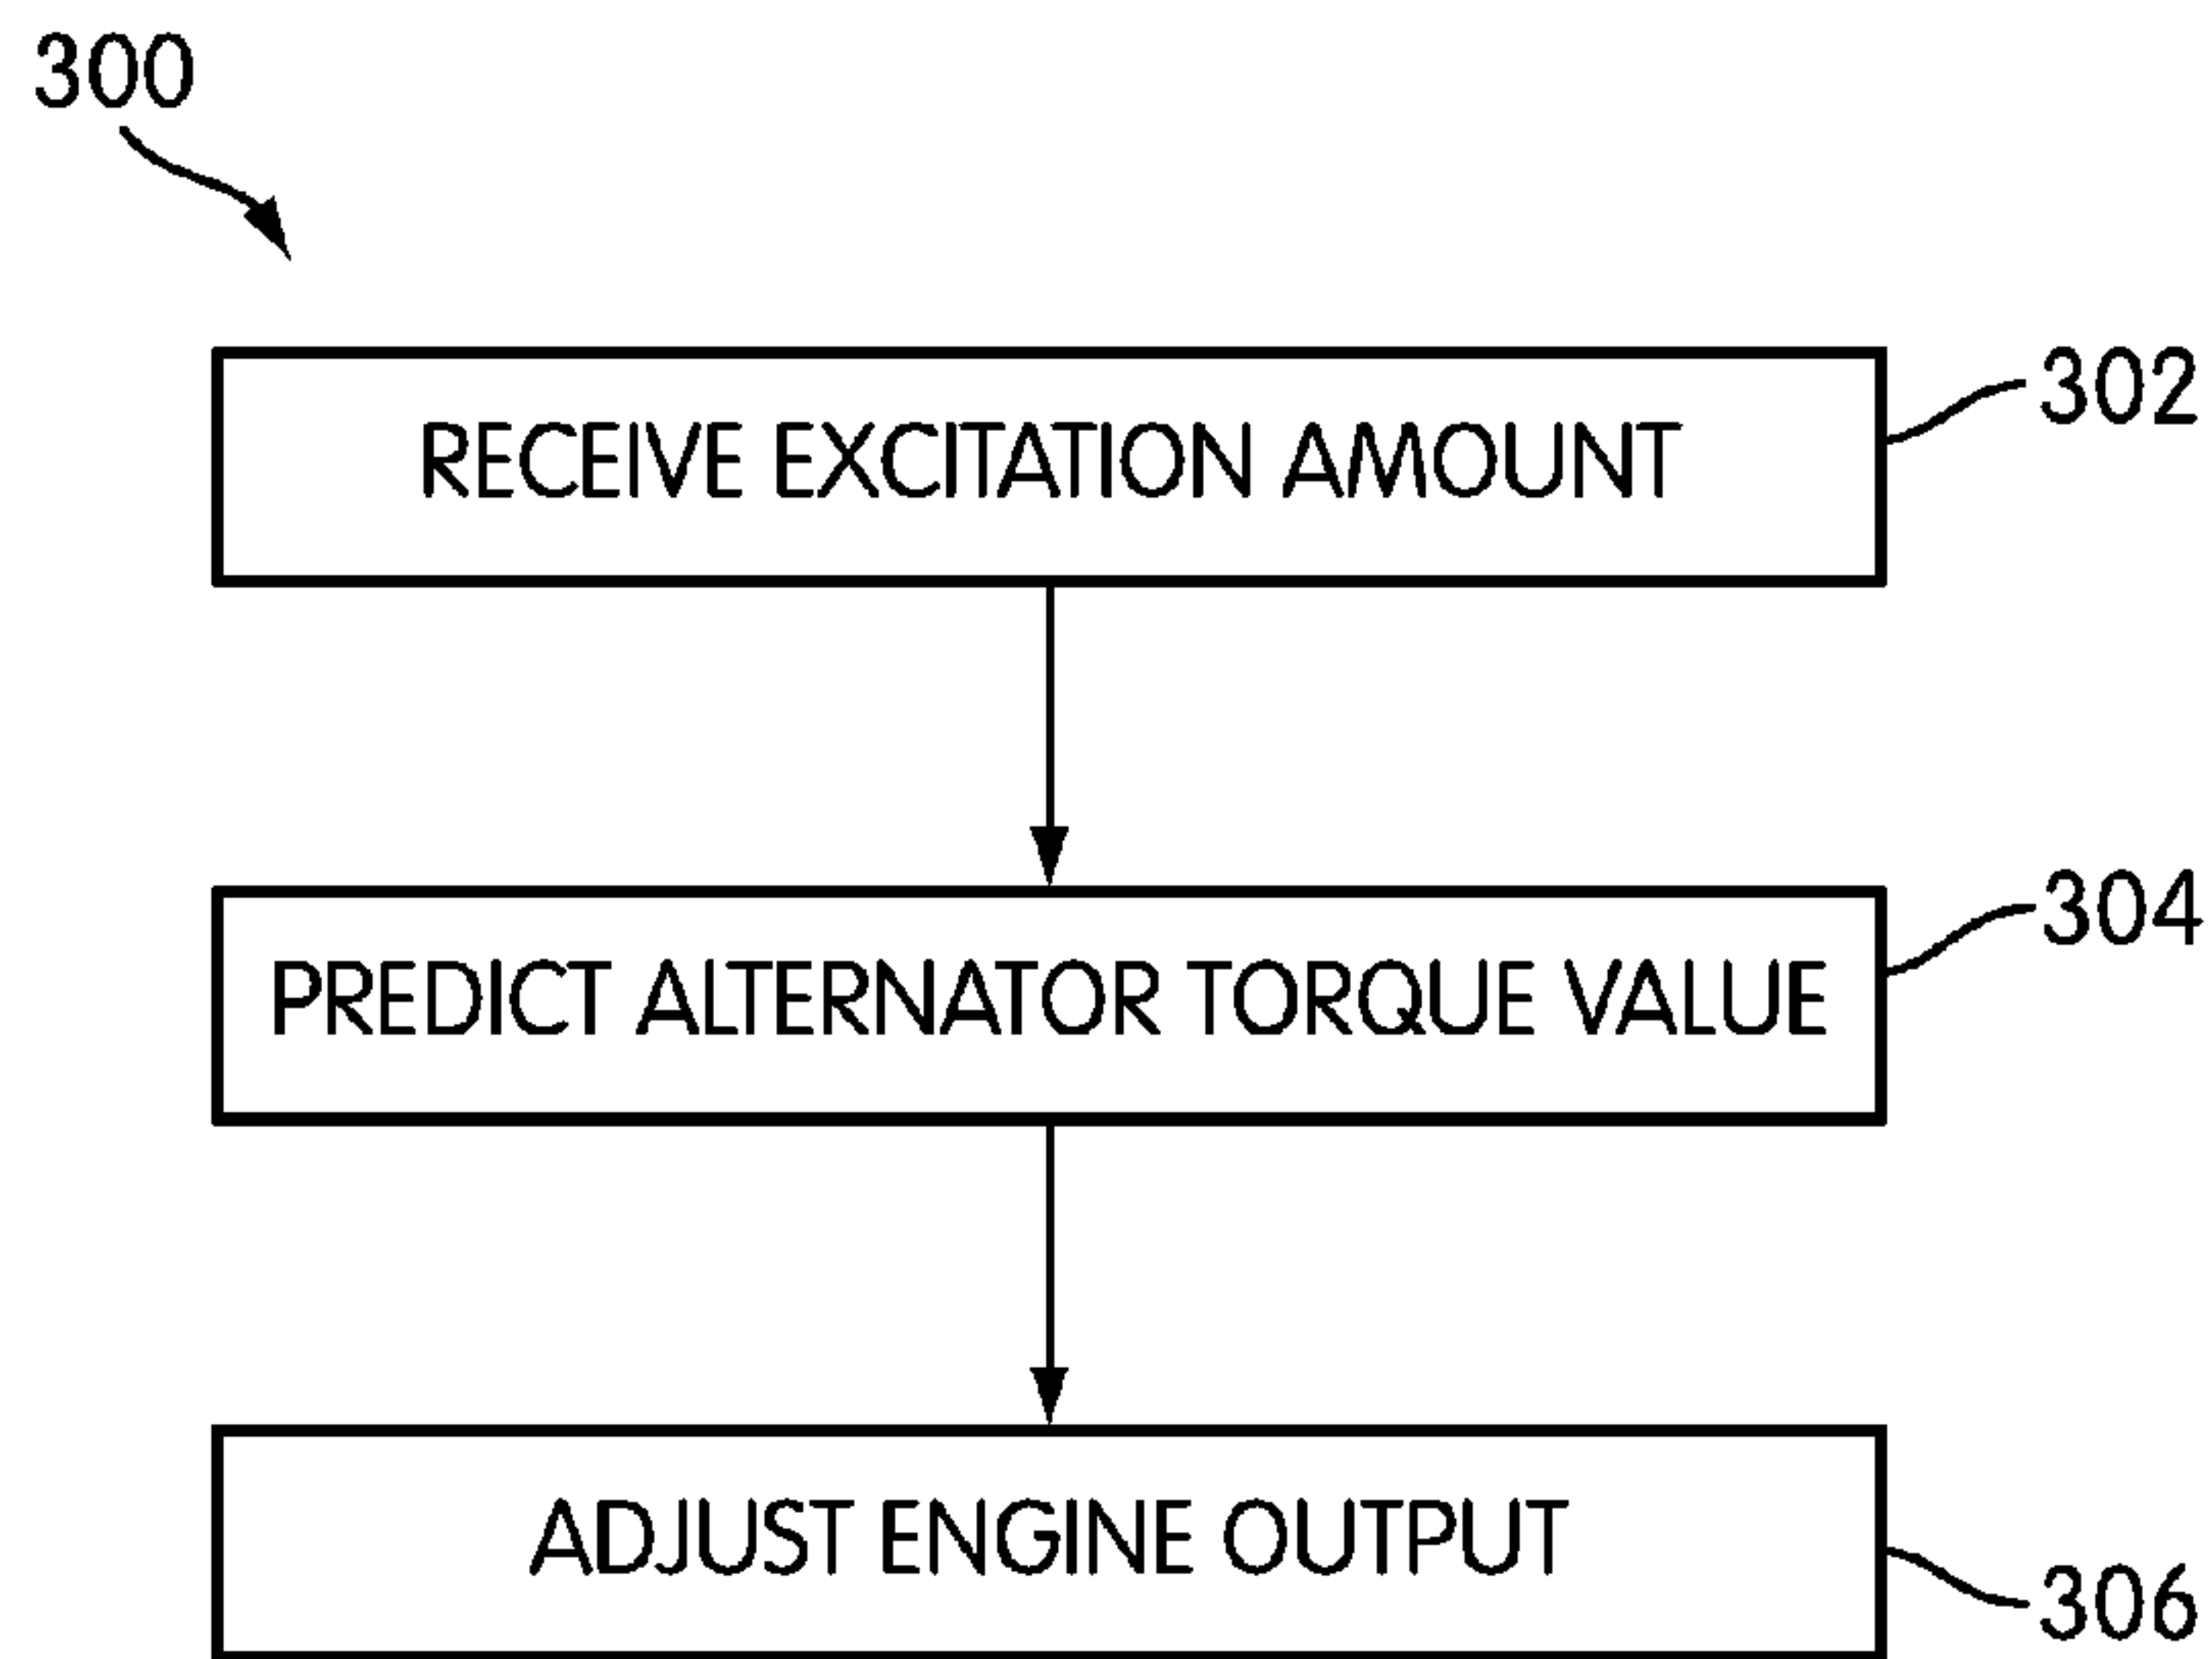 300
RECEIVE EXCITATION AMOUNT
302
PREDICT ALTERNATOR TORQUE VALUE
304
ADJUST ENGINE OUTPUT
306